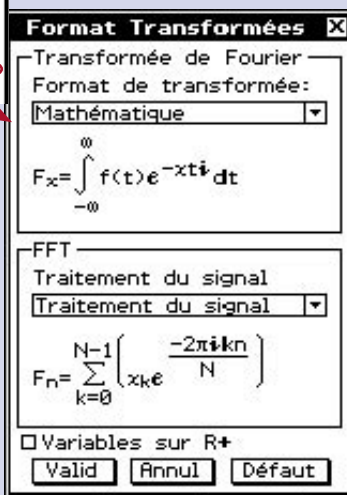 Format Transformées X
Transformée de Fourier
Format de transformée:
Mathématique
∞
Fx=∫ f(t)e^-xti dt
-∞
FFT
Traitement du signal
Traitement du signal
N-1 -2πikn
Fn= Σ (xke N )
k=0
Variables sur R+
Valid Annul Défaut